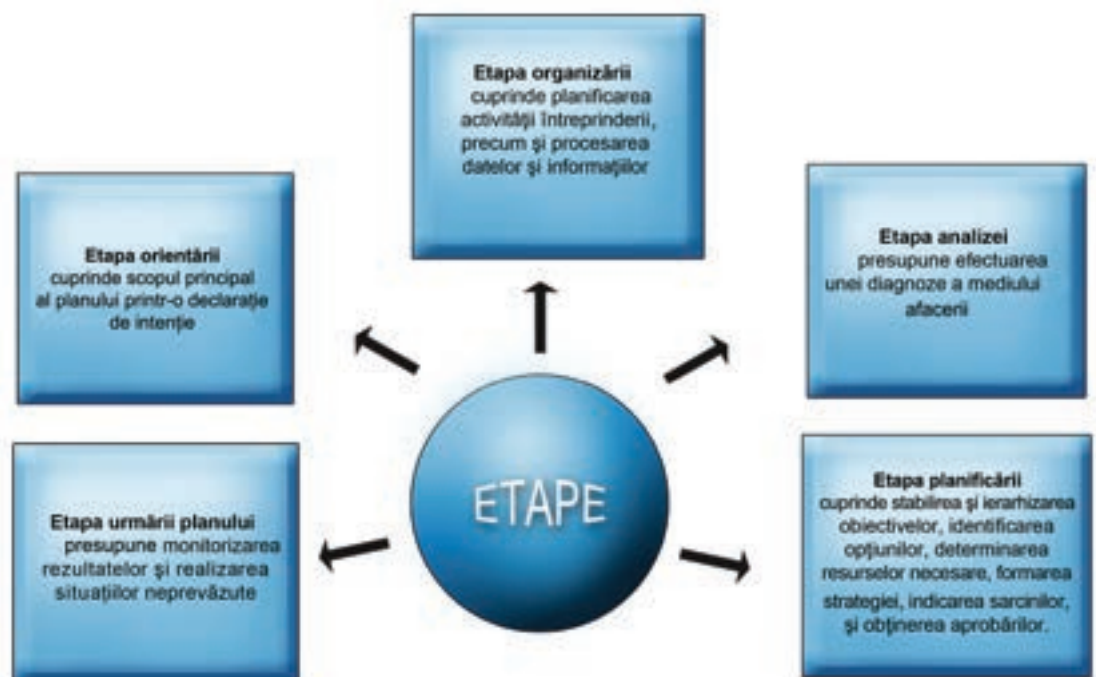 Etapa organizării
cuprinde planificarea
activității întreprinderii,
precum și procesarea
datelor și informațiilor
Etapa orientării
cuprinde scopul principal
al planului printr-o declarație
de intenție
Etapa analizei
presupune efectuarea
unei diagnoze a mediului
afacerii
ETAPE
Etapa urmării planului
presupune monitorizarea
rezultatelor și realizarea
situațiilor neprevăzute
Etapa planificării
cuprinde stabilirea și ierarhizarea
obiectivelor, identificarea
opțiunilor, determinarea
resurselor necesare, formarea
strategiei, indicarea sarcinilor,
și obținerea aprobărilor.